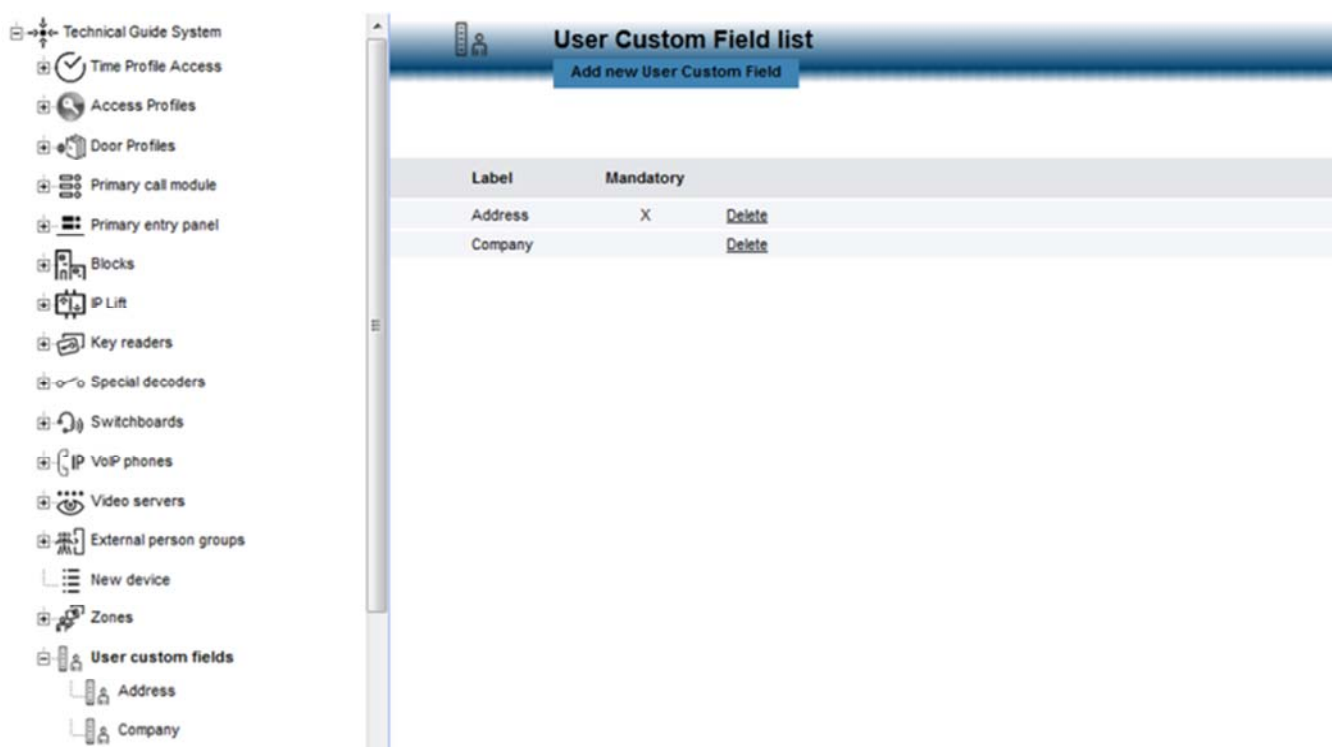 Technical Guide System
Time Profile Access
Access Profiles
Door Profiles
Primary call module
Primary entry panel
Blocks
IP Lift
Key readers
Special decoders
Switchboards
IP VoIP phones
Video servers
External person groups
New device
Zones
User custom fields
Address
Company
User Custom Field list
Add new User Custom Field
Label Mandatory
Address X Delete
Company Delete